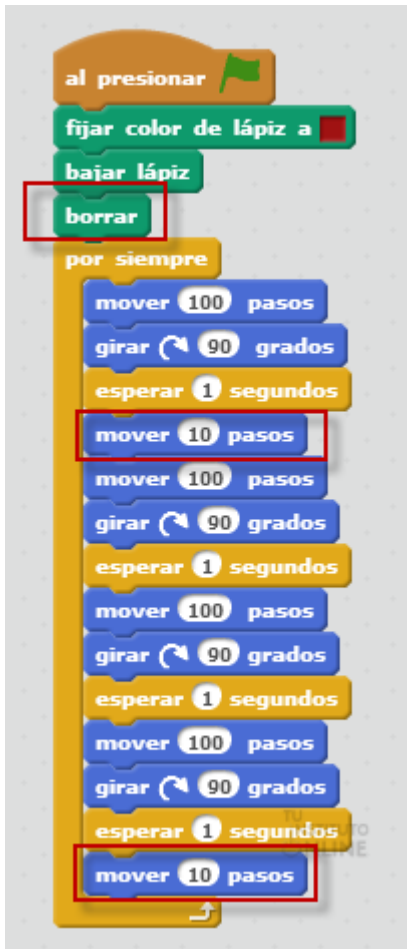 al presionar
fijar color de lápiz a
bajar lápiz
borrar
por siempre
mover 100 pasos
girar 90 grados
esperar 1 segundos
mover 10 pasos
mover 100 pasos
girar 90 grados
esperar 1 segundos
mover 100 pasos
girar 90 grados
esperar 1 segundos
mover 100 pasos
girar 90 grados
esperar 1 segundos
mover 10 pasos